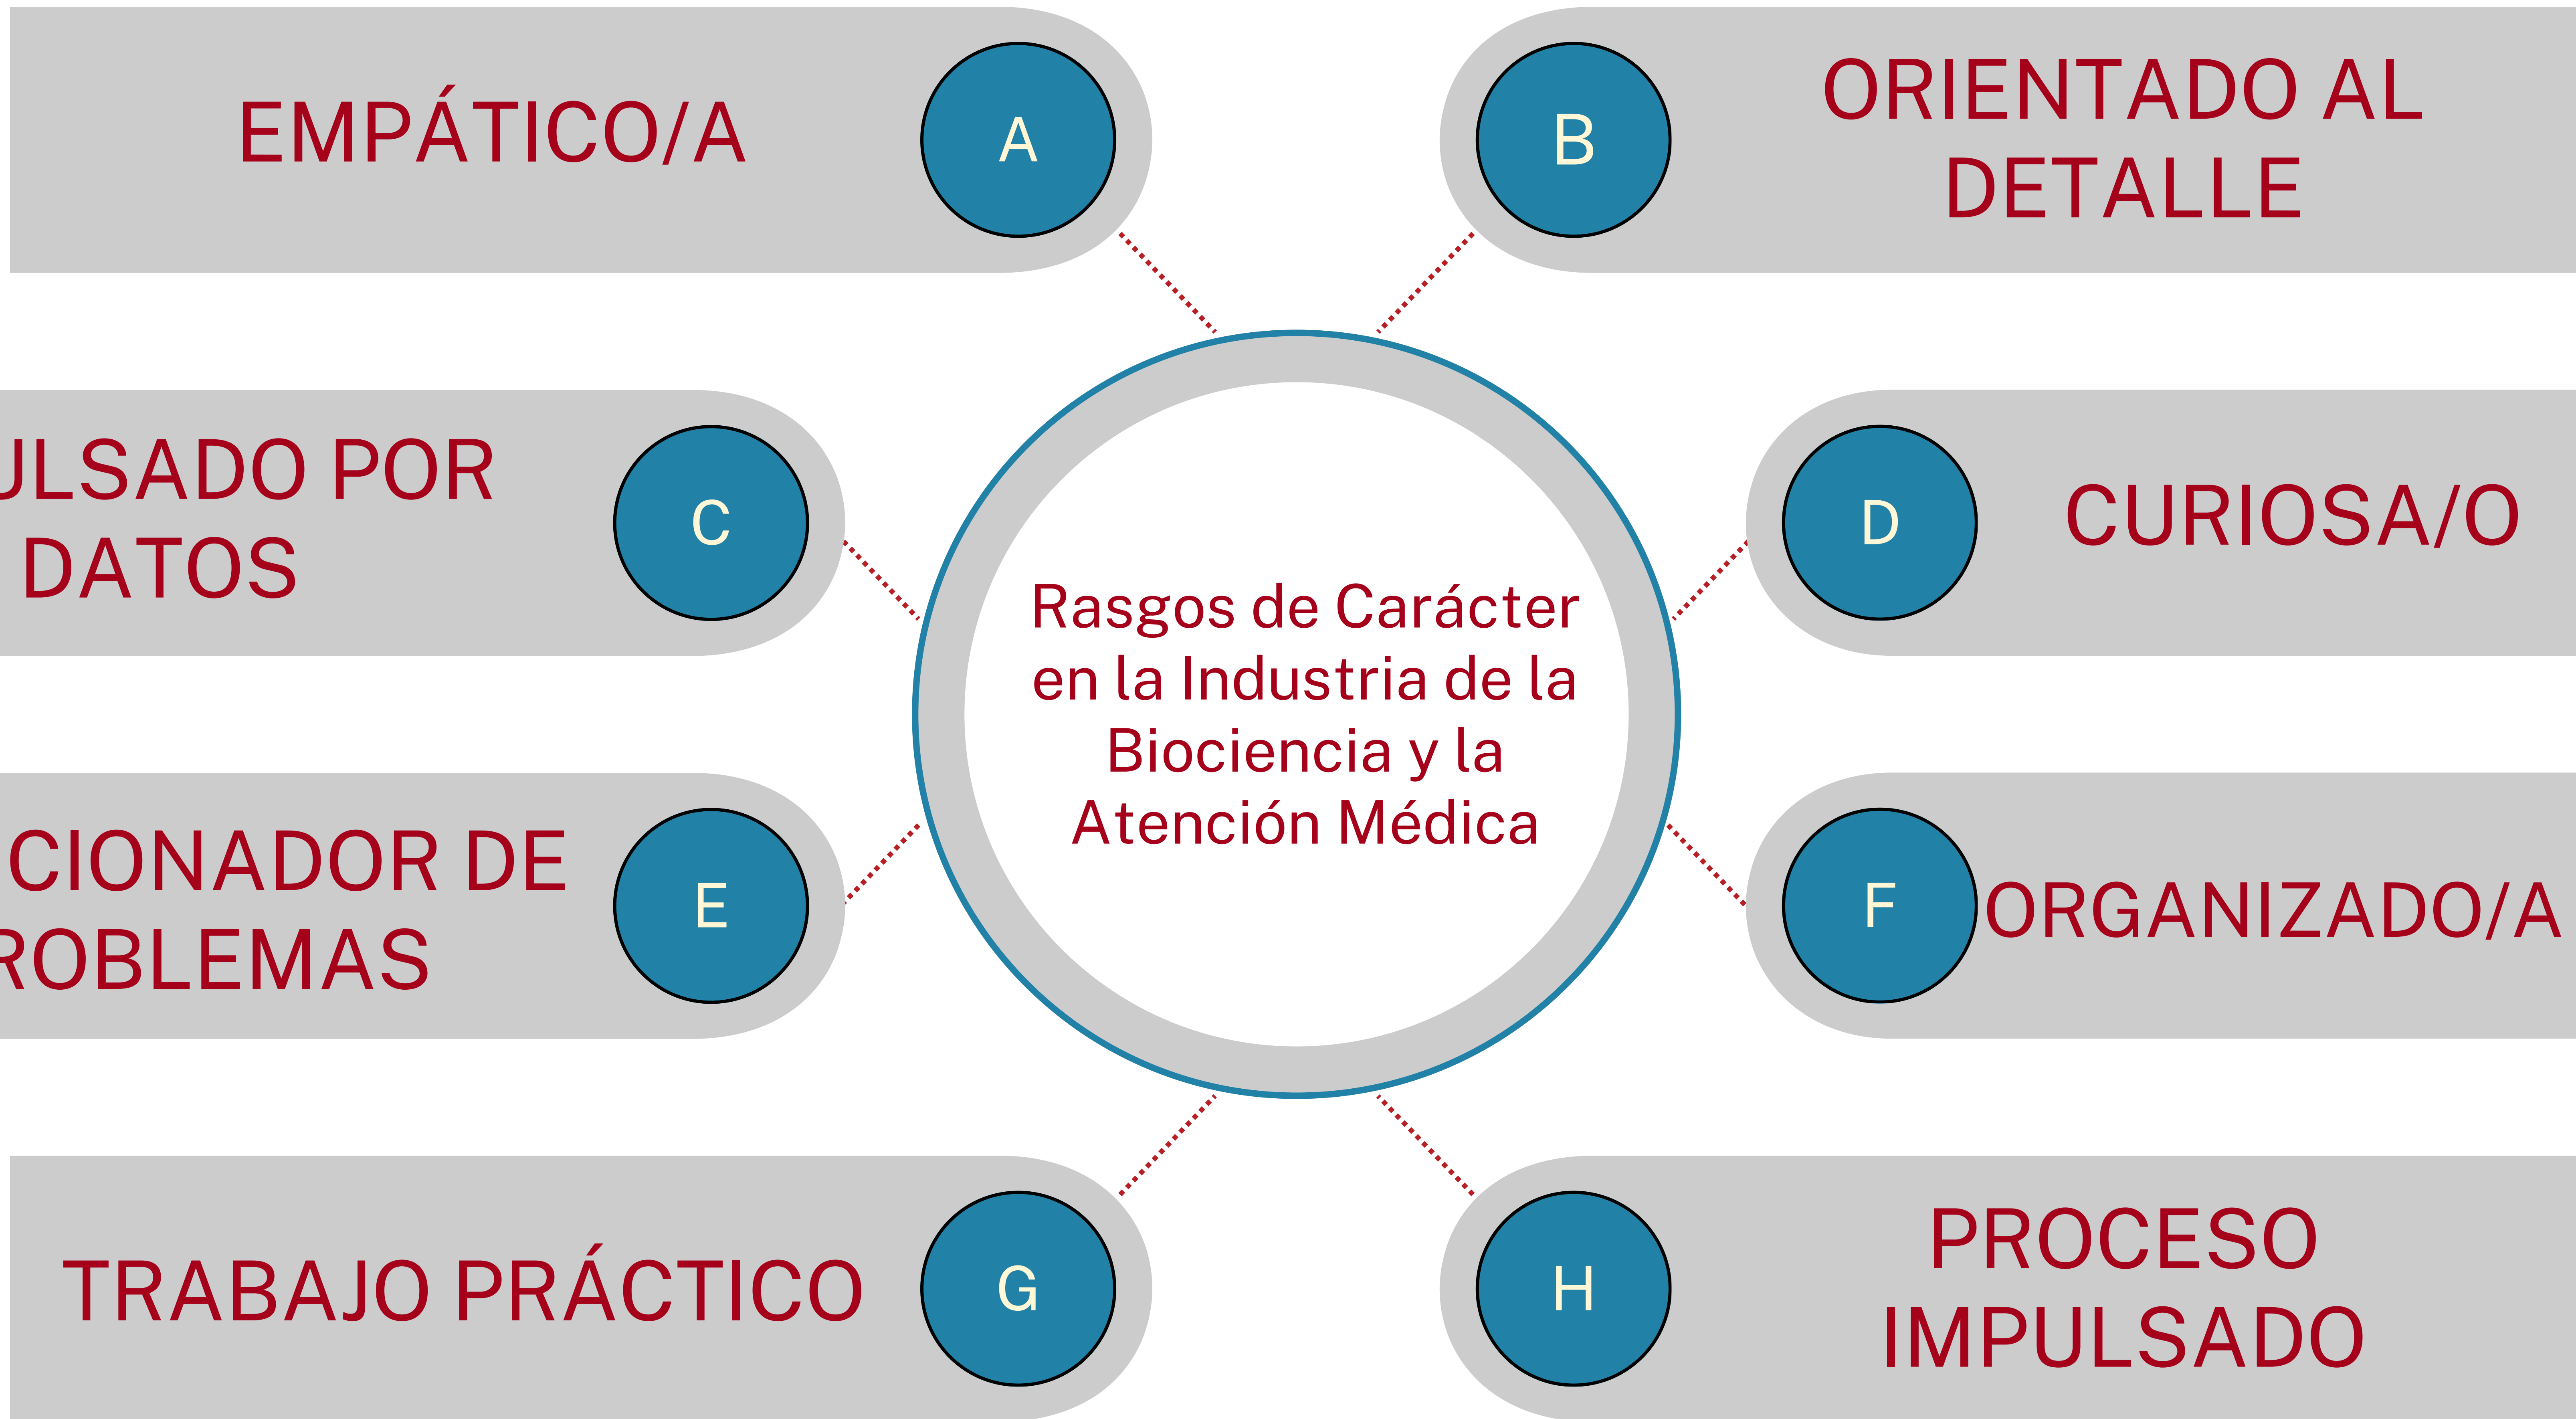 EMPÁTICO/A
A
B
ORIENTADO AL
DETALLE
ULSADO POR
DATOS
C
D
CURIOSA/O
Rasgos de Carácter
en la Industria de la
Biociencia y la
Atención Médica
CIONADOR DE
ROBLEMAS
E
F
ORGANIZADO/A
TRABAJO PRÁCTICO
G
H
PROCESO
IMPULSADO